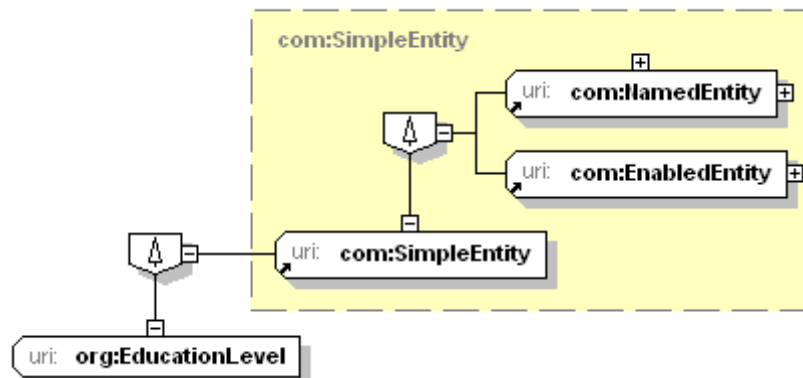 com:SimpleEntity
uri: com:NamedEntity
uri: com:EnabledEntity
uri: com:SimpleEntity
uri: org:EducationLevel